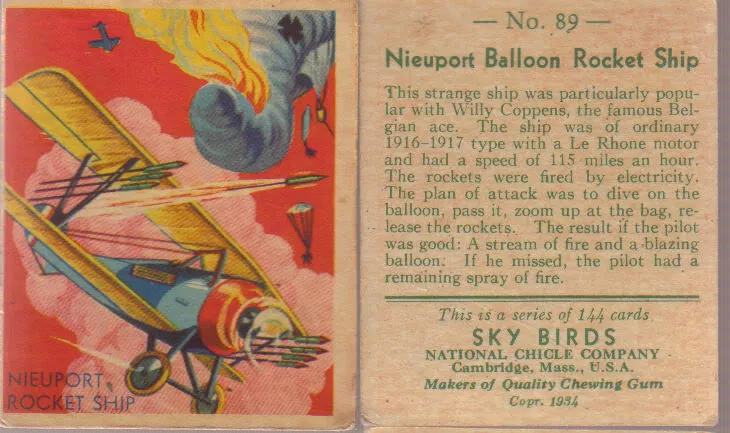 NIEUPORT
ROCKET SHIP
— No. 89 —
Nieuport Balloon Rocket Ship
This strange ship was particularly popu-
lar with Willy Coppens, the famous Bel-
gian ace. The ship was of ordinary
1916-1917 type with a Le Rhone motor
and had a speed of 115 miles an hour.
The rockets were fired by electricity.
The plan of attack was to dive on the
balloon, pass it, zoom up at the bag, re-
lease the rockets. The result if the pilot
was good: A stream of fire and a blazing
balloon. If he missed, the pilot had a
remaining spray of fire.
This is a series of 144 cards
SKY BIRDS
NATIONAL CHICLE COMPANY
Cambridge, Mass., U.S.A.
Makers of Quality Chewing Gum
Copr. 1934